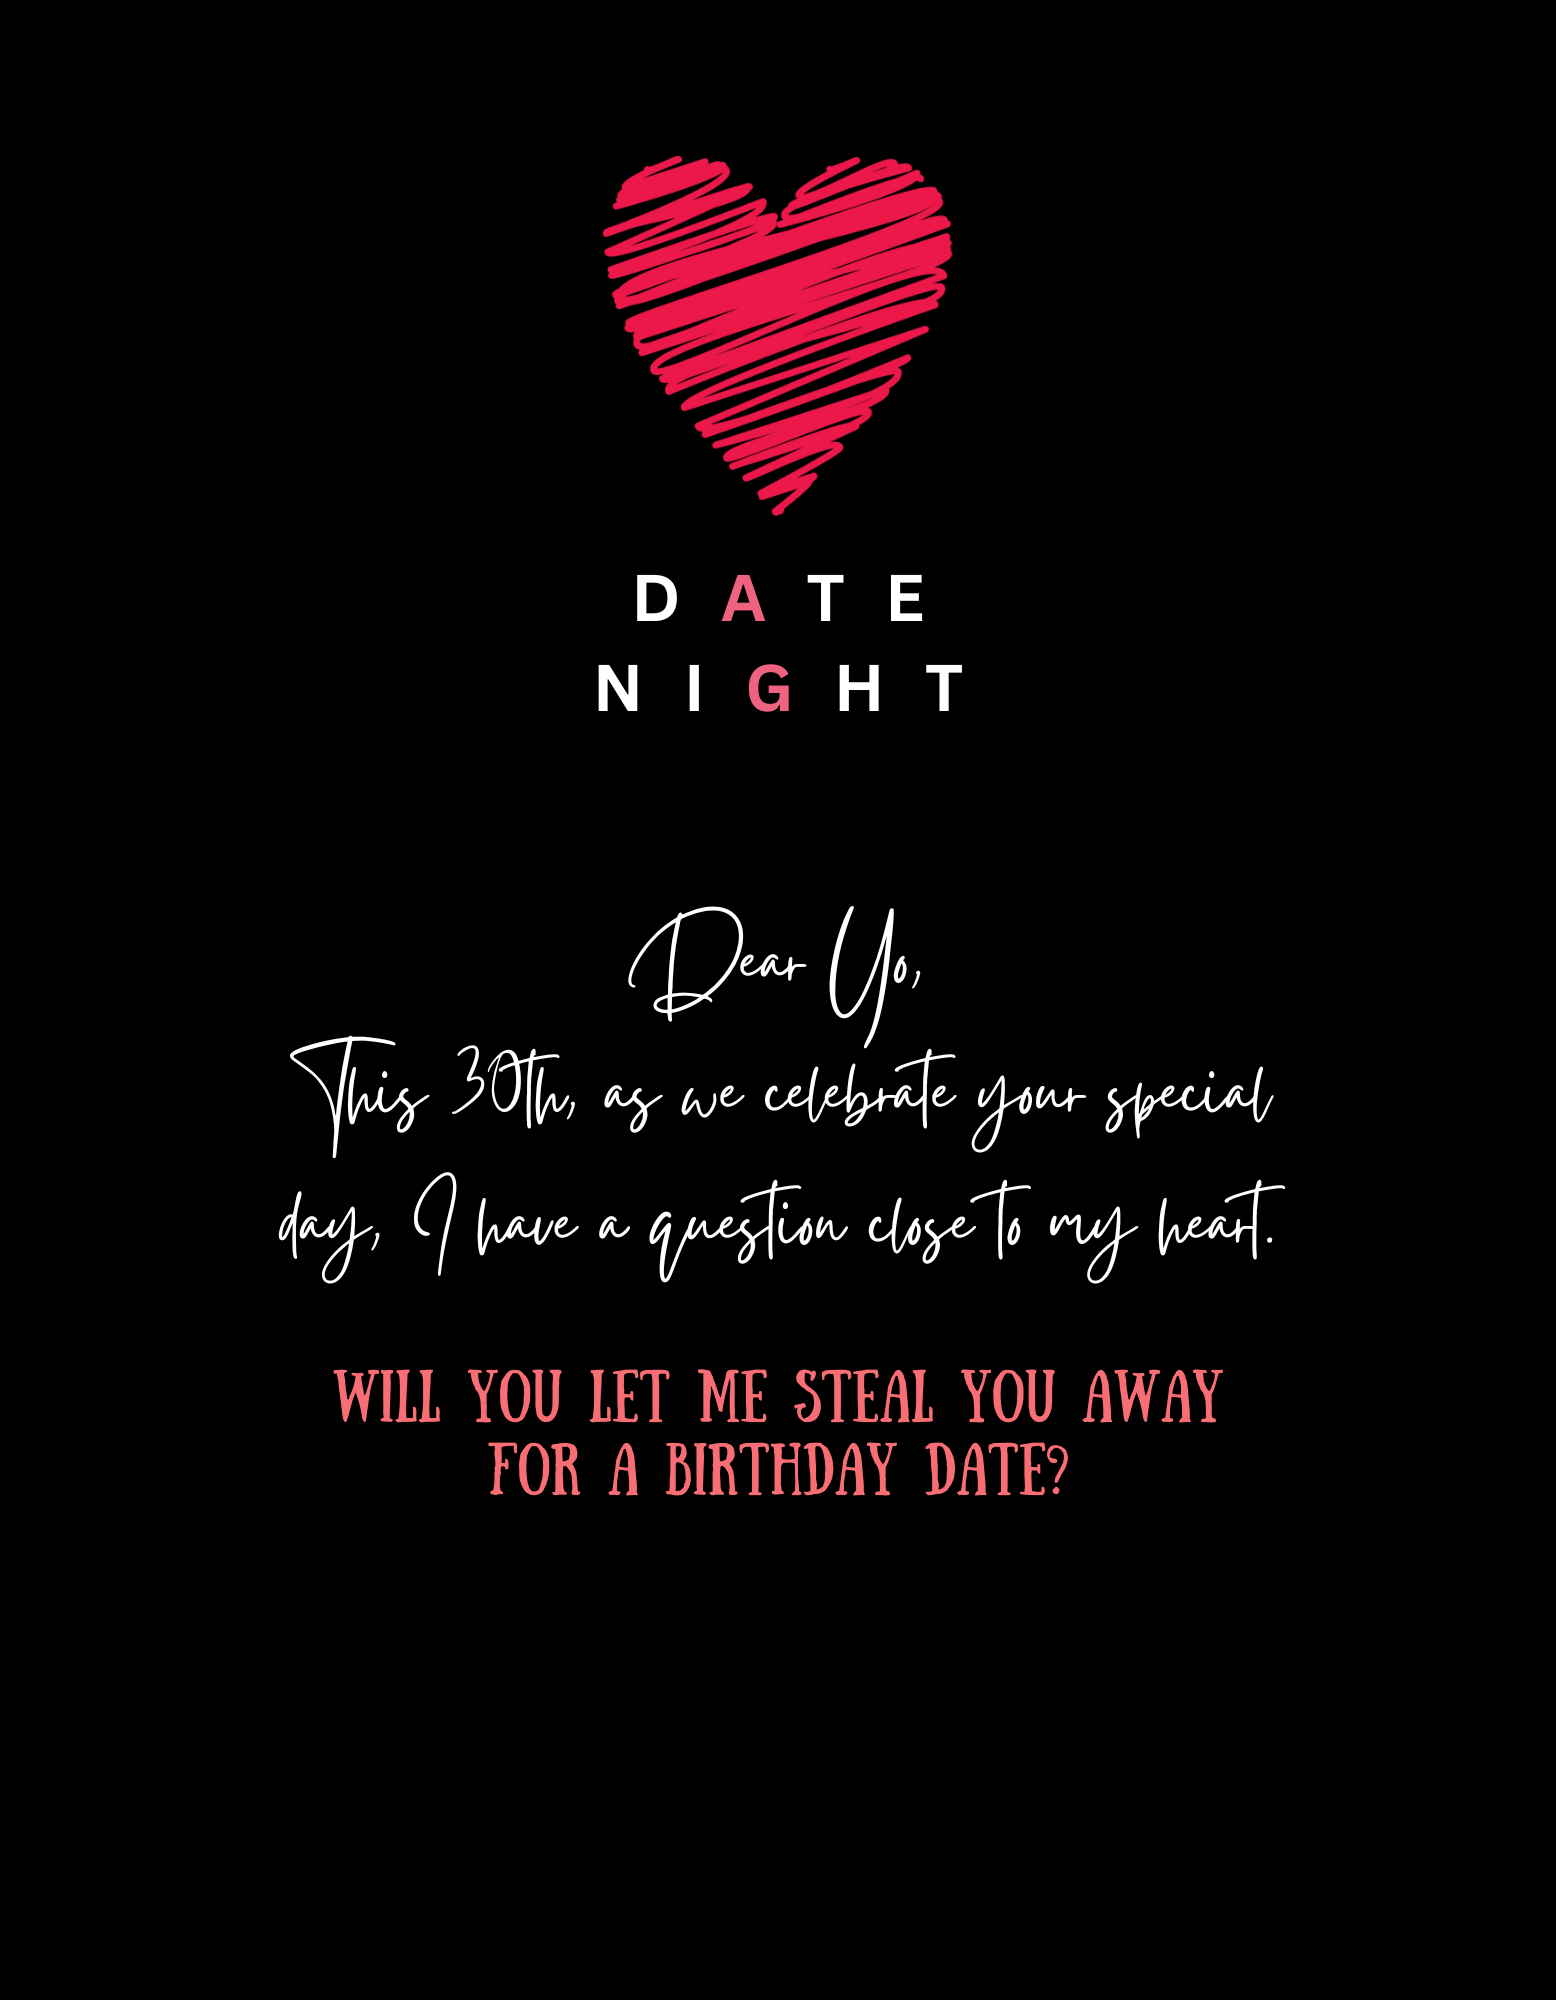 DATE
NIGHT
Dear Yo,
This 30th, as we celebrate your special
day, I have a question close to my heart.
WILL YOU LET ME STEAL YOU AWAY
FOR A BIRTHDAY DATE?